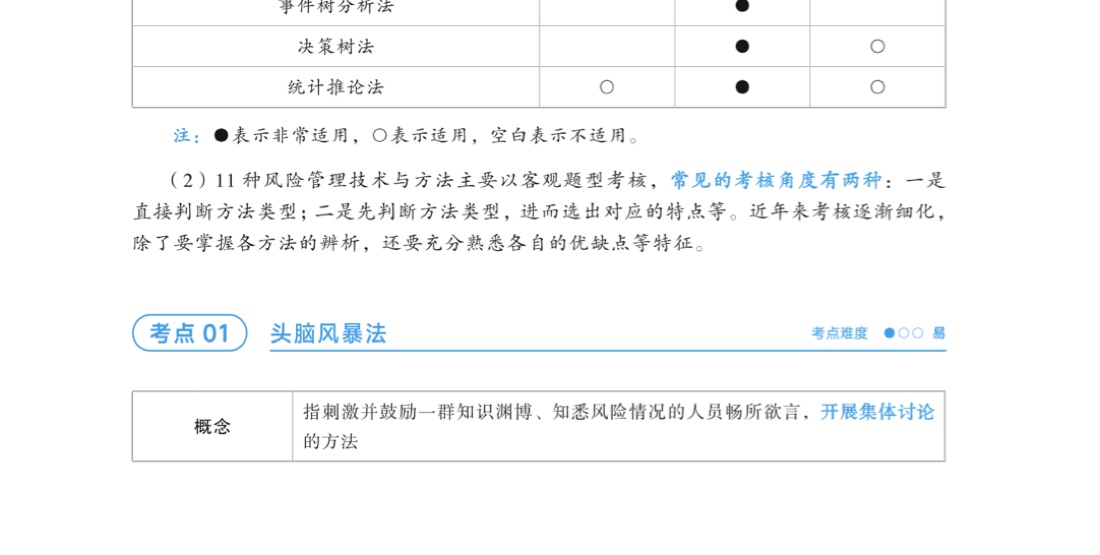 事件树分析法 ●
决策树法 ● ○
统计推论法 ○ ● ○
注：●表示非常适用，○表示适用，空白表示不适用。
（2）11 种风险管理技术与方法主要以客观题型考核，常见的考核角度有两种：一是
直接判断方法类型；二是先判断方法类型，进而选出对应的特点等。近年来考核逐渐细化，
除了要掌握各方法的辨析，还要充分熟悉各自的优缺点等特征。
考点 01 头脑风暴法 考点难度 ●○○ 易
概念
指刺激并鼓励一群知识渊博、知悉风险情况的人员畅所欲言，开展集体讨论
的方法